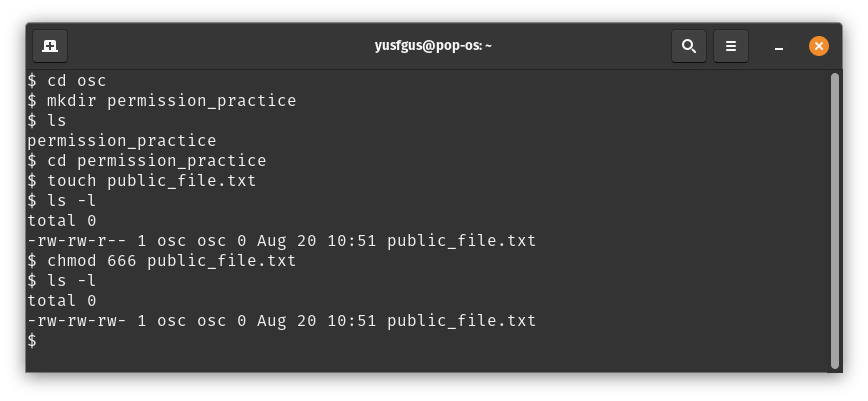 yusfgus@pop-os: ~
$ cd osc
$ mkdir permission_practice
$ ls
permission_practice
$ cd permission_practice
$ touch public_file.txt
$ ls -l
total 0
-rw-rw-r-- 1 osc osc 0 Aug 20 10:51 public_file.txt
$ chmod 666 public_file.txt
$ ls -l
total 0
-rw-rw-rw- 1 osc osc 0 Aug 20 10:51 public_file.txt
$